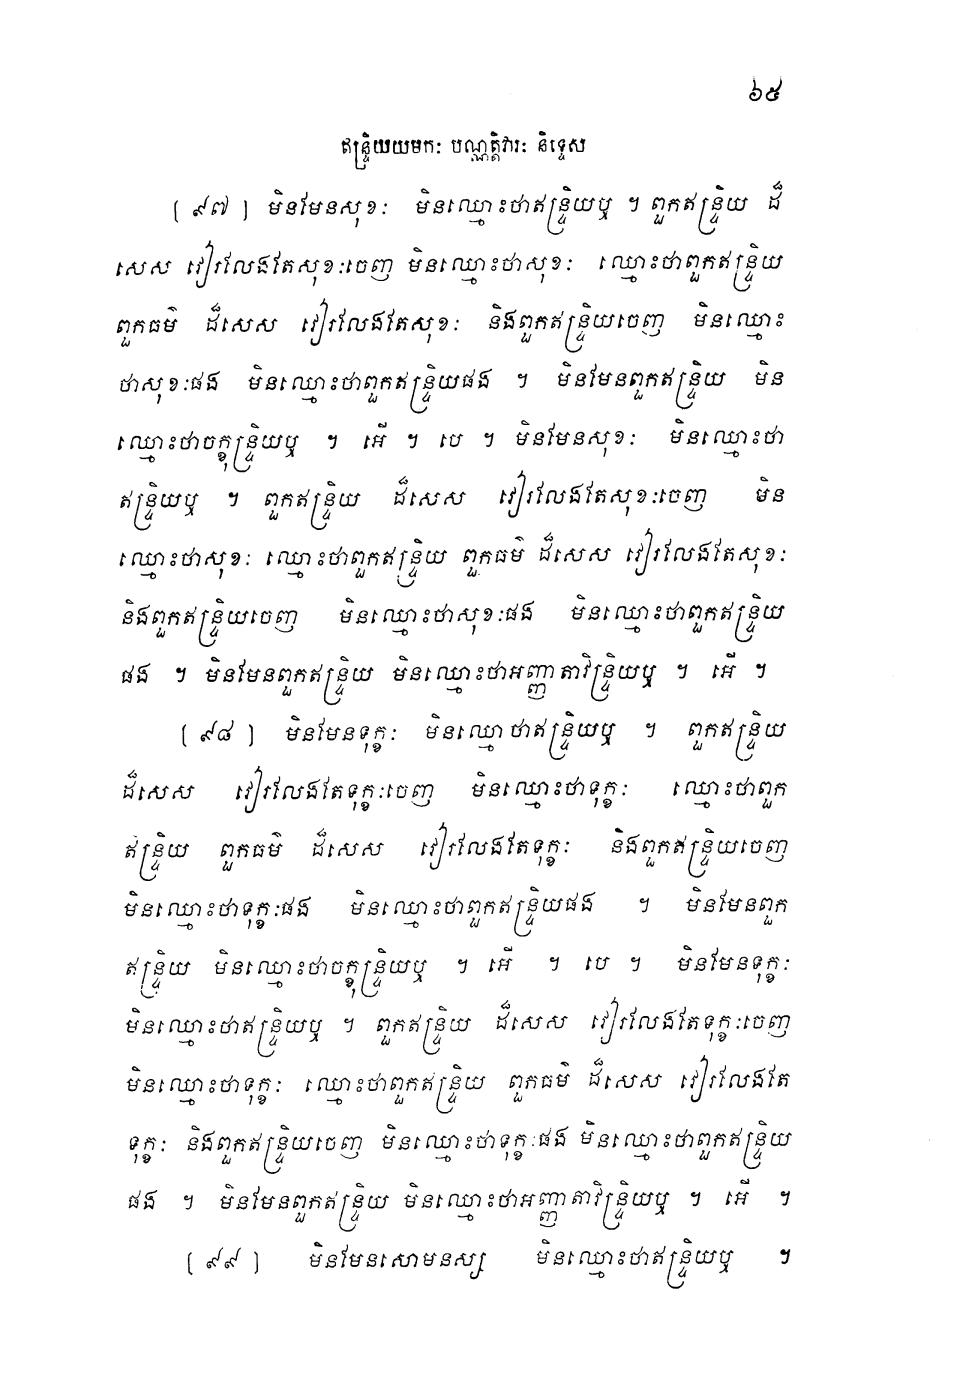 ៦៥
ឥន្ទ្រិយយមកៈ បណ្ណត្តិវារៈ និទ្ទេស
[ ៩៧ ] មិនមែនសុខៈ មិនឈ្មោះថាឥន្ទ្រិយឬ ។ ពួកឥន្ទ្រិយ ដ៏
សេស វៀរលែងតែសុខៈចេញ មិនឈ្មោះថាសុខៈ ឈ្មោះថាពួកឥន្ទ្រិយ
ពួកធម៌ ដ៏សេស វៀរលែងតែសុខៈ និងពួកឥន្ទ្រិយចេញ មិនឈ្មោះ
ថាសុខៈផង មិនឈ្មោះថាពួកឥន្ទ្រិយផង ។ មិនមែនពួកឥន្ទ្រិយ មិន
ឈ្មោះថាចក្ខុន្ទ្រិយឬ ។ អើ ។ បេ ។ មិនមែនសុខៈ មិនឈ្មោះថា
ឥន្ទ្រិយឬ ។ ពួកឥន្ទ្រិយ ដ៏សេស វៀរលែងតែសុខៈចេញ មិន
ឈ្មោះថាសុខៈ ឈ្មោះថាពួកឥន្ទ្រិយ ពួកធម៌ ដ៏សេស វៀរលែងតែសុខៈ
និងពួកឥន្ទ្រិយចេញ មិនឈ្មោះថាសុខៈផង មិនឈ្មោះថាពួកឥន្ទ្រិយ
ផង ។ មិនមែនពួកឥន្ទ្រិយ មិនឈ្មោះថាអញ្ញាតាវិន្ទ្រិយឬ ។ អើ ។
[ ៩៨ ] មិនមែនទុក្ខៈ មិនឈ្មោថាឥន្ទ្រិយឬ ។ ពួកឥន្ទ្រិយ
ដ៏សេស វៀរលែងតែទុក្ខៈចេញ មិនឈ្មោះថាទុក្ខៈ ឈ្មោះថាពួក
ឥន្ទ្រិយ ពួកធម៌ ដ៏សេស វៀរលែងតែទុក្ខៈ និងពួកឥន្ទ្រិយចេញ
មិនឈ្មោះថាទុក្ខៈផង មិនឈ្មោះថាពួកឥន្ទ្រិយផង ។ មិនមែនពួក
ឥន្ទ្រិយ មិនឈ្មោះថាចក្ខុន្ទ្រិយឬ ។ អើ ។ បេ ។ មិនមែនទុក្ខៈ
មិនឈ្មោះថាឥន្ទ្រិយឬ ។ ពួកឥន្ទ្រិយ ដ៏សេស វៀរលែងតែទុក្ខៈចេញ
មិនឈ្មោះថាទុក្ខៈ ឈ្មោះថាពួកឥន្ទ្រិយ ពួកធម៌ ដ៏សេស វៀរលែងតែ
ទុក្ខៈ និងពួកឥន្ទ្រិយចេញ មិនឈ្មោះថាទុក្ខៈផង មិនឈ្មោះថាពួកឥន្ទ្រិយ
ផង ។ មិនមែនពួកឥន្ទ្រិយ មិនឈ្មោះថាអញ្ញាតាវិន្ទ្រិយឬ ។ អើ ។
[ ៩៩ ] មិនមែនសោមនស្ស មិនឈ្មោះថាឥន្ទ្រិយឬ ។